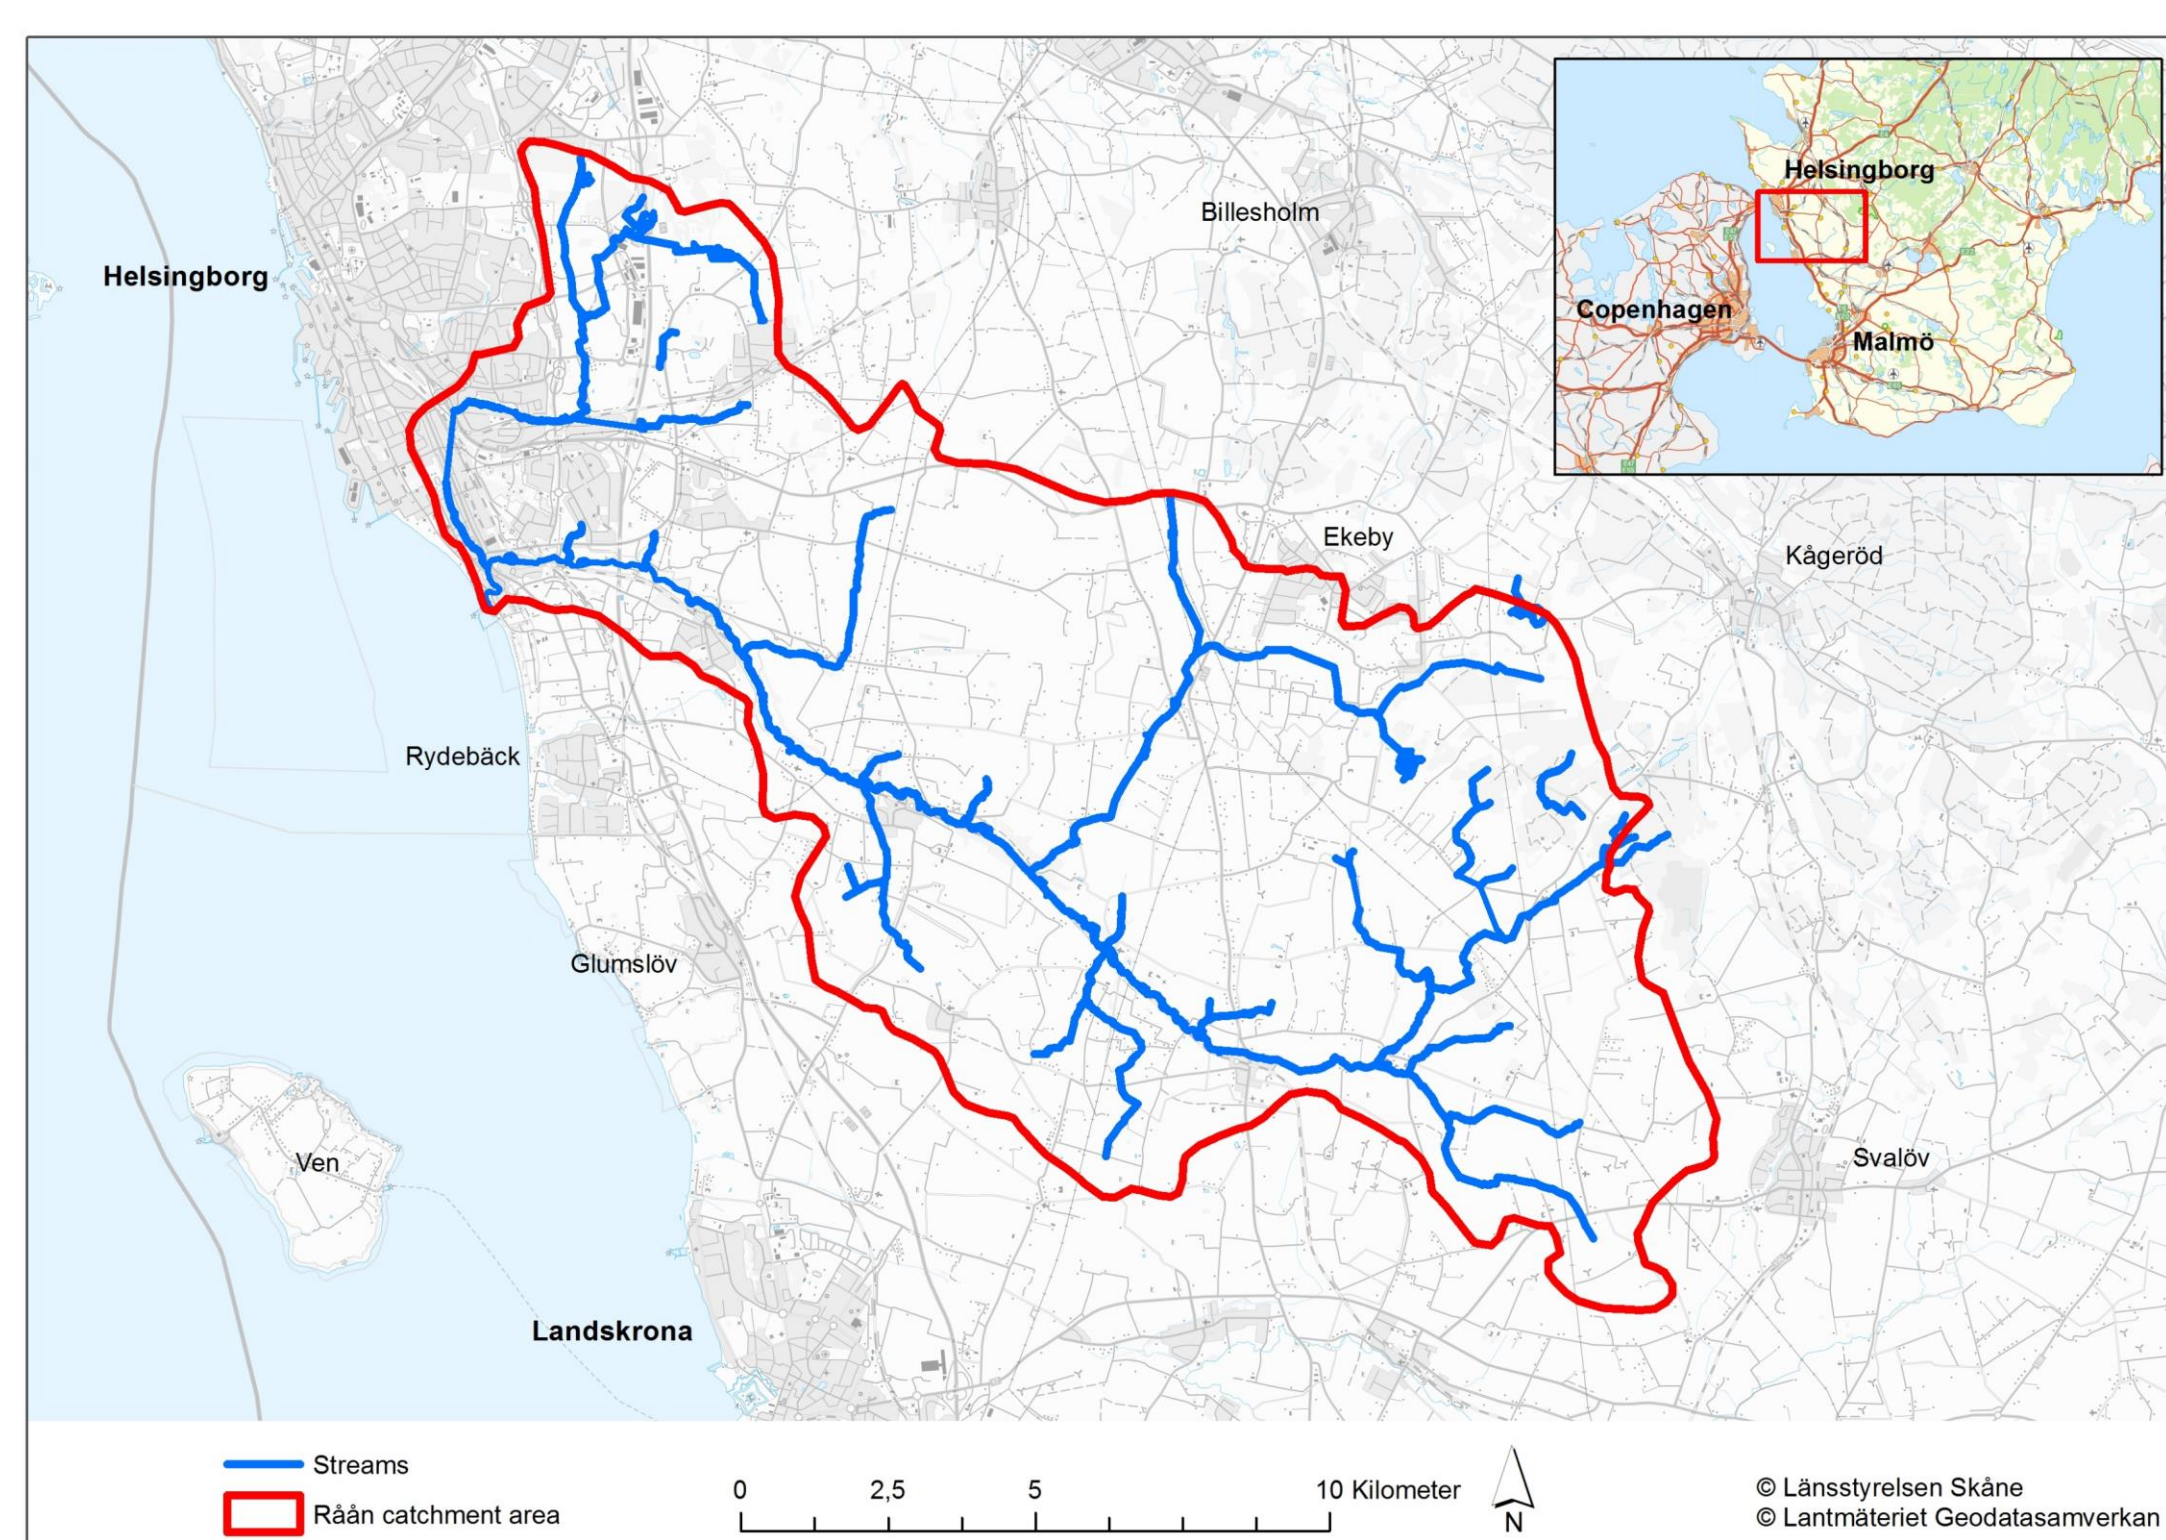 Helsingborg
Billesholm
Helsingborg
Copenhagen
Malmö
Ekeby
Kågeröd
Rydebäck
Glumslöv
Ven
Svalöv
Landskrona
Streams
Råån catchment area
0 2,5 5 10 Kilometer
N
© Länsstyrelsen Skåne
© Lantmäteriet Geodatasamverkan